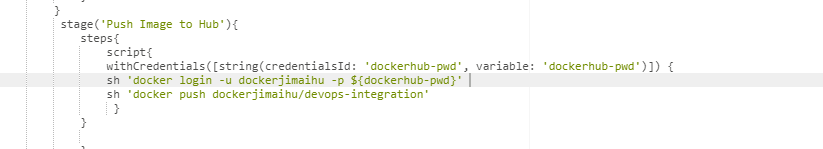 }
stage('Push Image to Hub'){
steps{
script{
withCredentials([string(credentialsId: 'dockerhub-pwd', variable: 'dockerhub-pwd')]) {
sh 'docker login -u dockerjimaihu -p ${dockerhub-pwd}'
sh 'docker push dockerjimaihu/devops-integration'
}
}
}